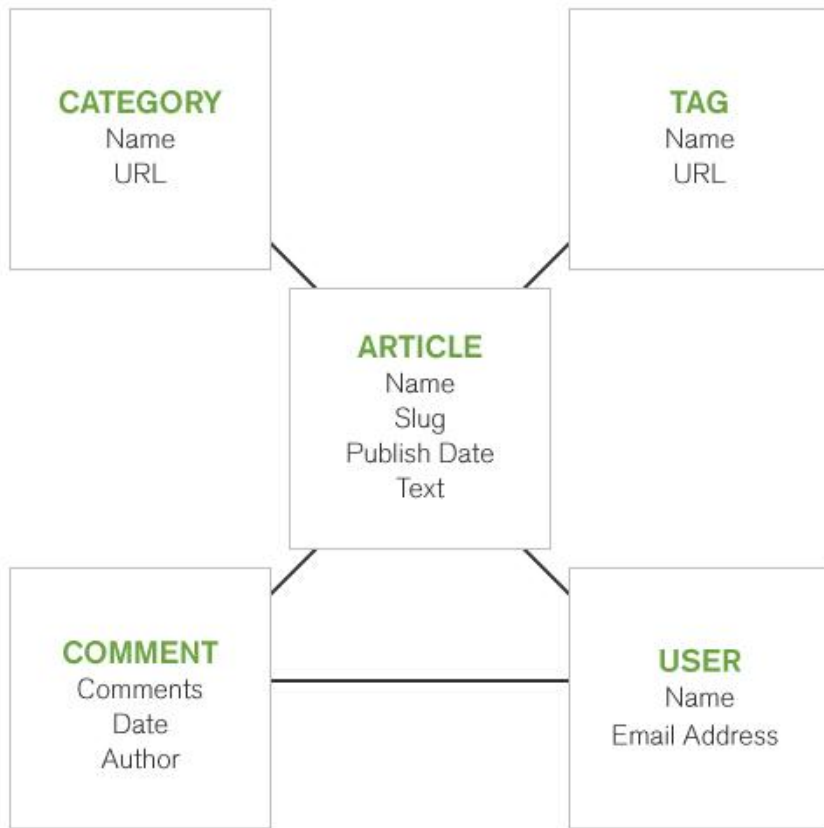 CATEGORY
Name
URL
TAG
Name
URL
ARTICLE
Name
Slug
Publish Date
Text
COMMENT
Comments
Date
Author
USER
Name
Email Address